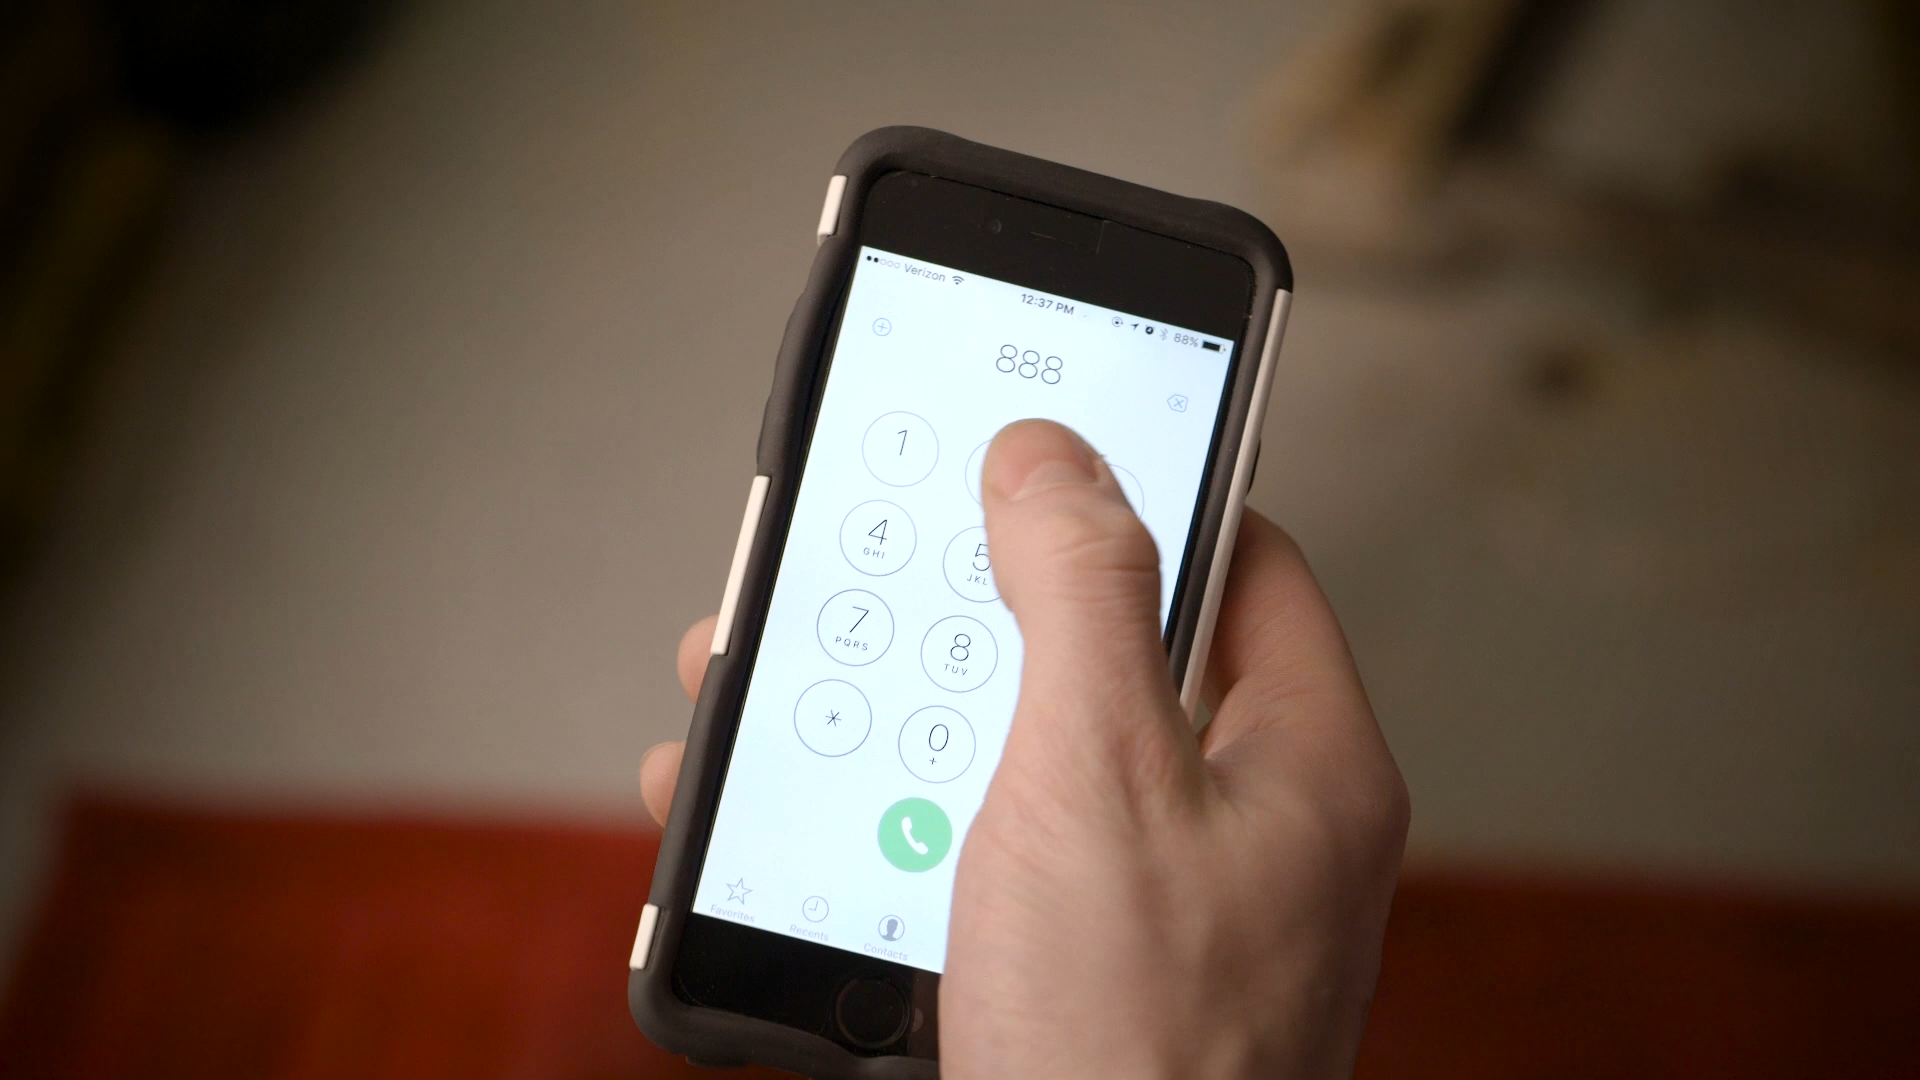 Verizon 12:37 PM 88%
888
1
4 5
GHI JKL
7 8
PQRS TUV
* 0
+
Favorites Recents Contacts